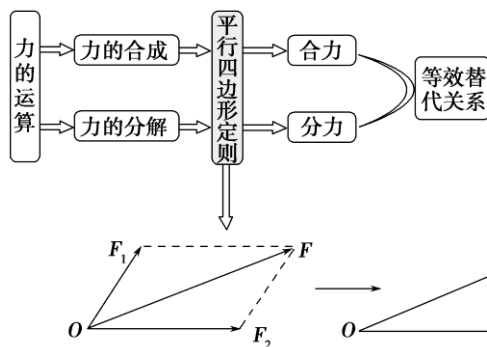 力的运算
力的合成
力的分解
平行四边形定则
合力
分力
等效替
代关系
F₁
F
O
F₂
O